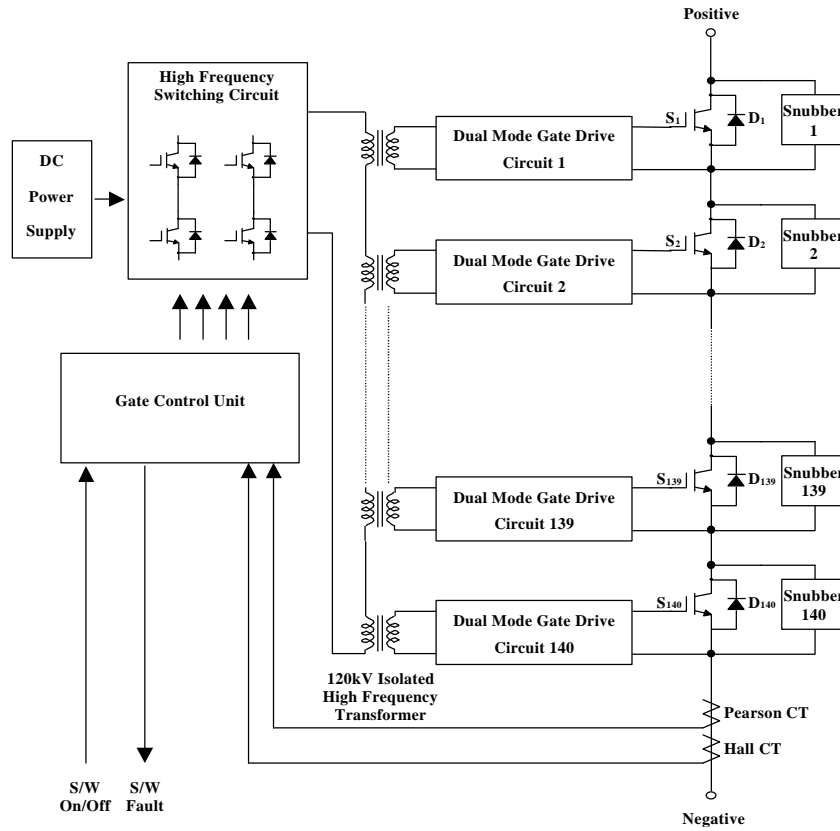 Positive
High Frequency
Switching Circuit
DC
Power
Supply
Dual Mode Gate Drive
Circuit 1
S1
D1
Snubber
1
Dual Mode Gate Drive
Circuit 2
S2
D2
Snubber
2
Gate Control Unit
Dual Mode Gate Drive
Circuit 139
S139
D139
Snubber
139
Dual Mode Gate Drive
Circuit 140
S140
D140
Snubber
140
120kV Isolated
High Frequency
Transformer
Pearson CT
Hall CT
S/W
On/Off
S/W
Fault
Negative